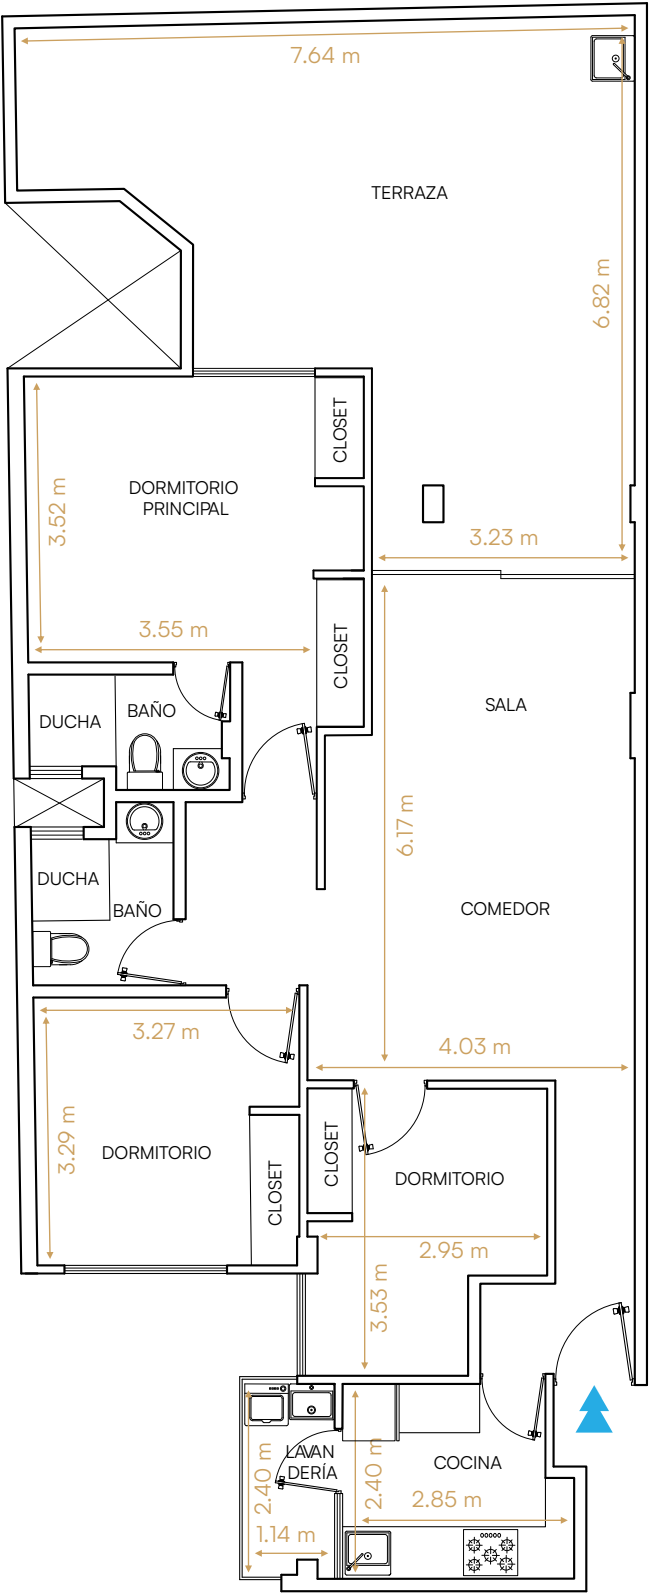 7.64 m
TERRAZA
6.82 m
CLOSET
DORMITORIO
PRINCIPAL
3.52 m
3.23 m
3.55 m
CLOSET
DUCHA
BAÑO
SALA
6.17 m
DUCHA
BAÑO
COMEDOR
3.27 m
4.03 m
3.29 m
DORMITORIO
CLOSET
CLOSET
DORMITORIO
2.95 m
3.53 m
LAVAN
DERÍA
2.40 m
1.14 m
2.40 m
COCINA
2.85 m